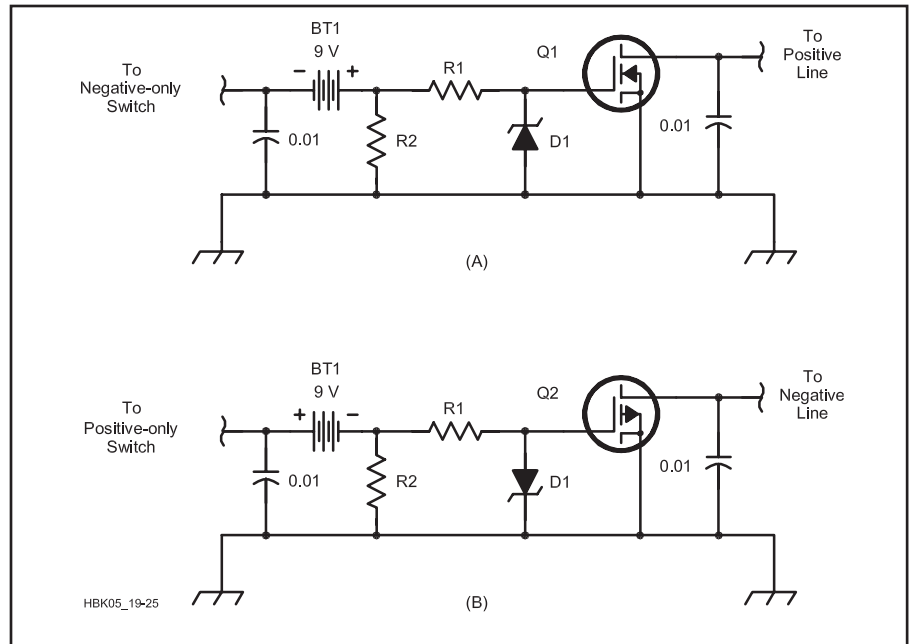 BT1
9 V
Q1
To
Positive
Line
To
Negative-only
Switch
-
+
R1
0.01
R2
D1
0.01
(A)
BT1
9 V
Q2
To
Negative
Line
To
Positive-only
Switch
+
-
R1
0.01
R2
D1
0.01
HBK05_19-25
(B)